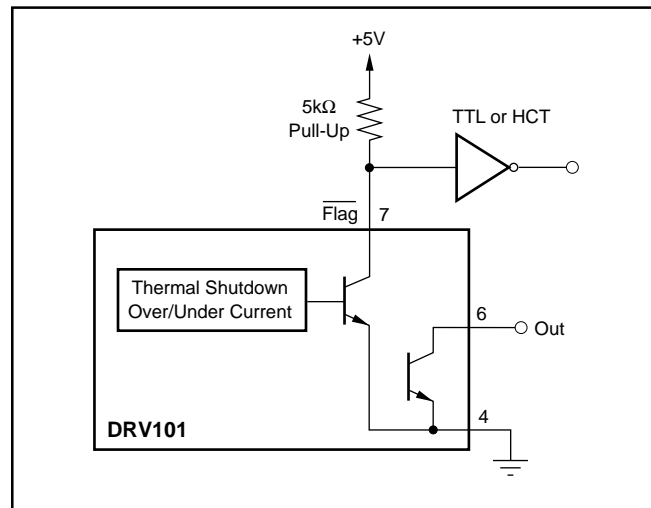 +5V
5kΩ
Pull-Up
TTL or HCT
Flag
7
Thermal Shutdown
Over/Under Current
6
Out
4
DRV101